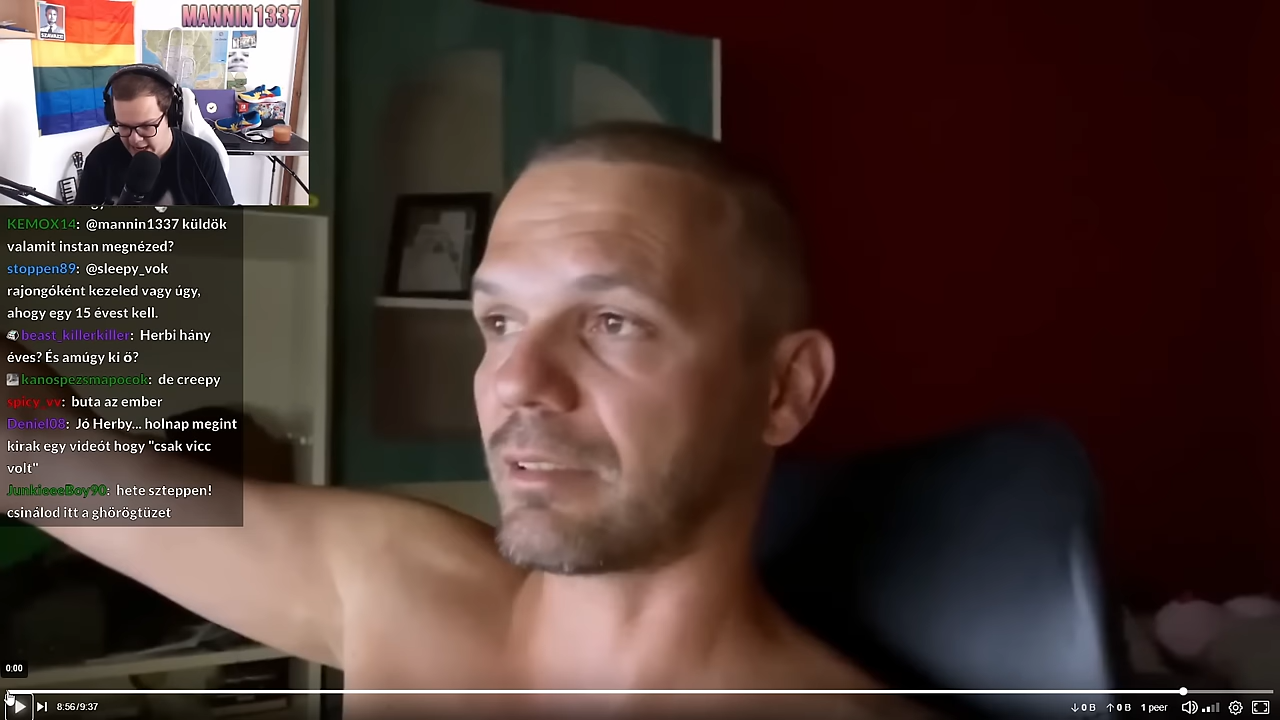 MANNIN1337
SZAVAZZ!
KEMOX14: @mannin1337 küldök
valamit instan megnézed?
stoppen89: @sleepy_vok
rajongóként kezeled vagy úgy,
ahogy egy 15 évest kell.
beast_killerkiller: Herbi hány
éves? És amúgy ki ő?
kanospezsmapocok: de creepy
spicy_vv: buta az ember
Deniel08: Jó Herby... holnap megint
kirak egy videót hogy "csak vicc
volt"
JunkieeeBoy90: hete szteppen!
csinálod itt a ghörögtüzet
0:00
8:56/9:37
↓0 B ↑0 B 1 peer